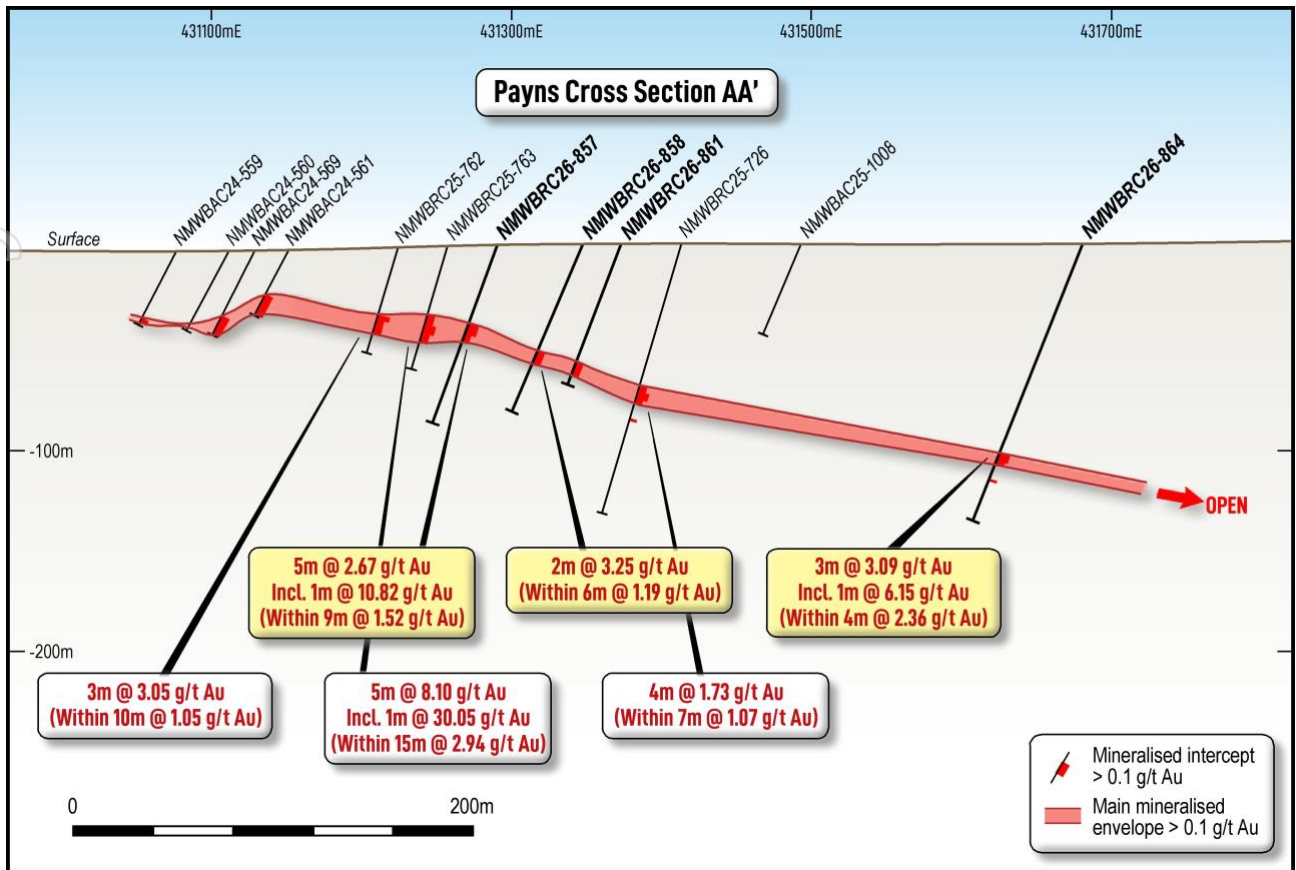 431100mE
431300mE
431500mE
431700mE
Payns Cross Section AA'
NMWBAC24-559
NMWBAC24-560
NMWBAC24-569
NMWBAC24-561
NMWBRC25-762
NMWBRC25-763
NMWBRC26-857
NMWBRC26-858
NMWBRC26-861
NMWBRC25-726
NMWBAC25-1008
NMWBRC26-864
Surface
-100m
OPEN
5m @ 2.67 g/t Au
Incl. 1m @ 10.82 g/t Au
(Within 9m @ 1.52 g/t Au)
2m @ 3.25 g/t Au
(Within 6m @ 1.19 g/t Au)
3m @ 3.09 g/t Au
Incl. 1m @ 6.15 g/t Au
(Within 4m @ 2.36 g/t Au)
-200m
3m @ 3.05 g/t Au
(Within 10m @ 1.05 g/t Au)
5m @ 8.10 g/t Au
Incl. 1m @ 30.05 g/t Au
(Within 15m @ 2.94 g/t Au)
4m @ 1.73 g/t Au
(Within 7m @ 1.07 g/t Au)
Mineralised intercept
> 0.1 g/t Au
Main mineralised
envelope > 0.1 g/t Au
0
200m